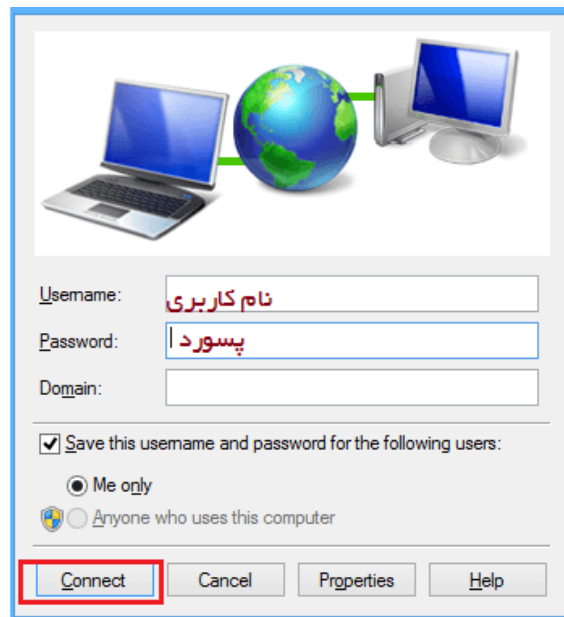 Username: نام کاربری
Password: پسورد
Domain:
Save this username and password for the following users:
Me only
Anyone who uses this computer
Connect Cancel Properties Help